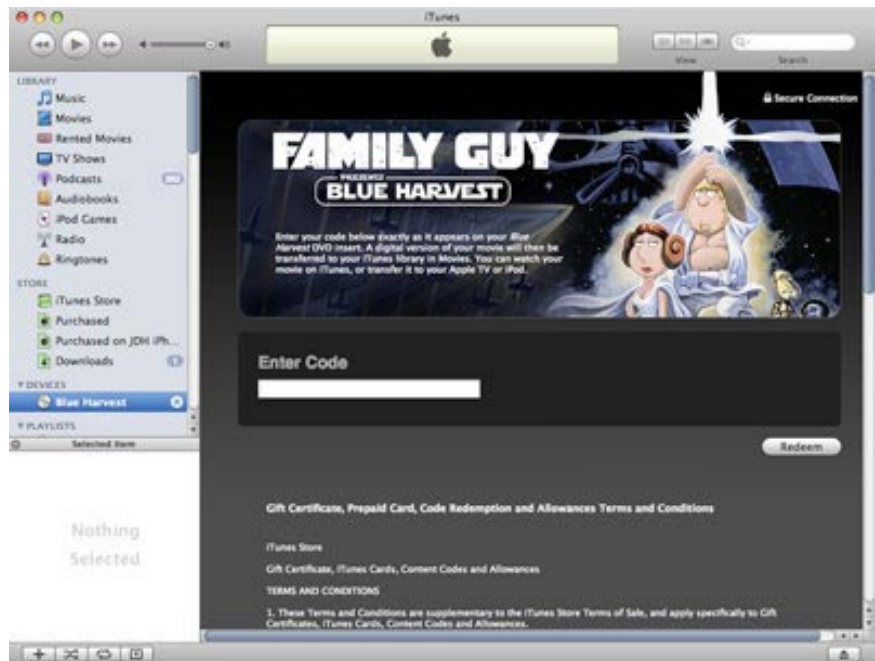 iTunes
View
Search
LIBRARY
Music
Movies
Rented Movies
TV Shows
Podcasts
Audiobooks
iPod Games
Radio
Ringtones
STORE
iTunes Store
Purchased
Purchased on JDH iPh...
Downloads
DEVICES
Blue Harvest
PLAYLISTS
Selected Item
Nothing
Selected
Secure Connection
FAMILY GUY
PRESENTS
BLUE HARVEST
Enter your code below exactly as it appears on your Blue
Harvest DVD insert. A digital version of your movie will then be
transferred to your iTunes library in Movies. You can watch your
movie on iTunes, or transfer it to your Apple TV or iPod.
Enter Code
Redeem
Gift Certificate, Prepaid Card, Code Redemption and Allowances Terms and Conditions
iTunes Store
Gift Certificates, iTunes Cards, Content Codes and Allowances
TERMS AND CONDITIONS
1. These Terms and Conditions are supplementary to the iTunes Store Terms of Sale, and apply specifically to Gift
Certificates, iTunes Cards, Content Codes and Allowances.